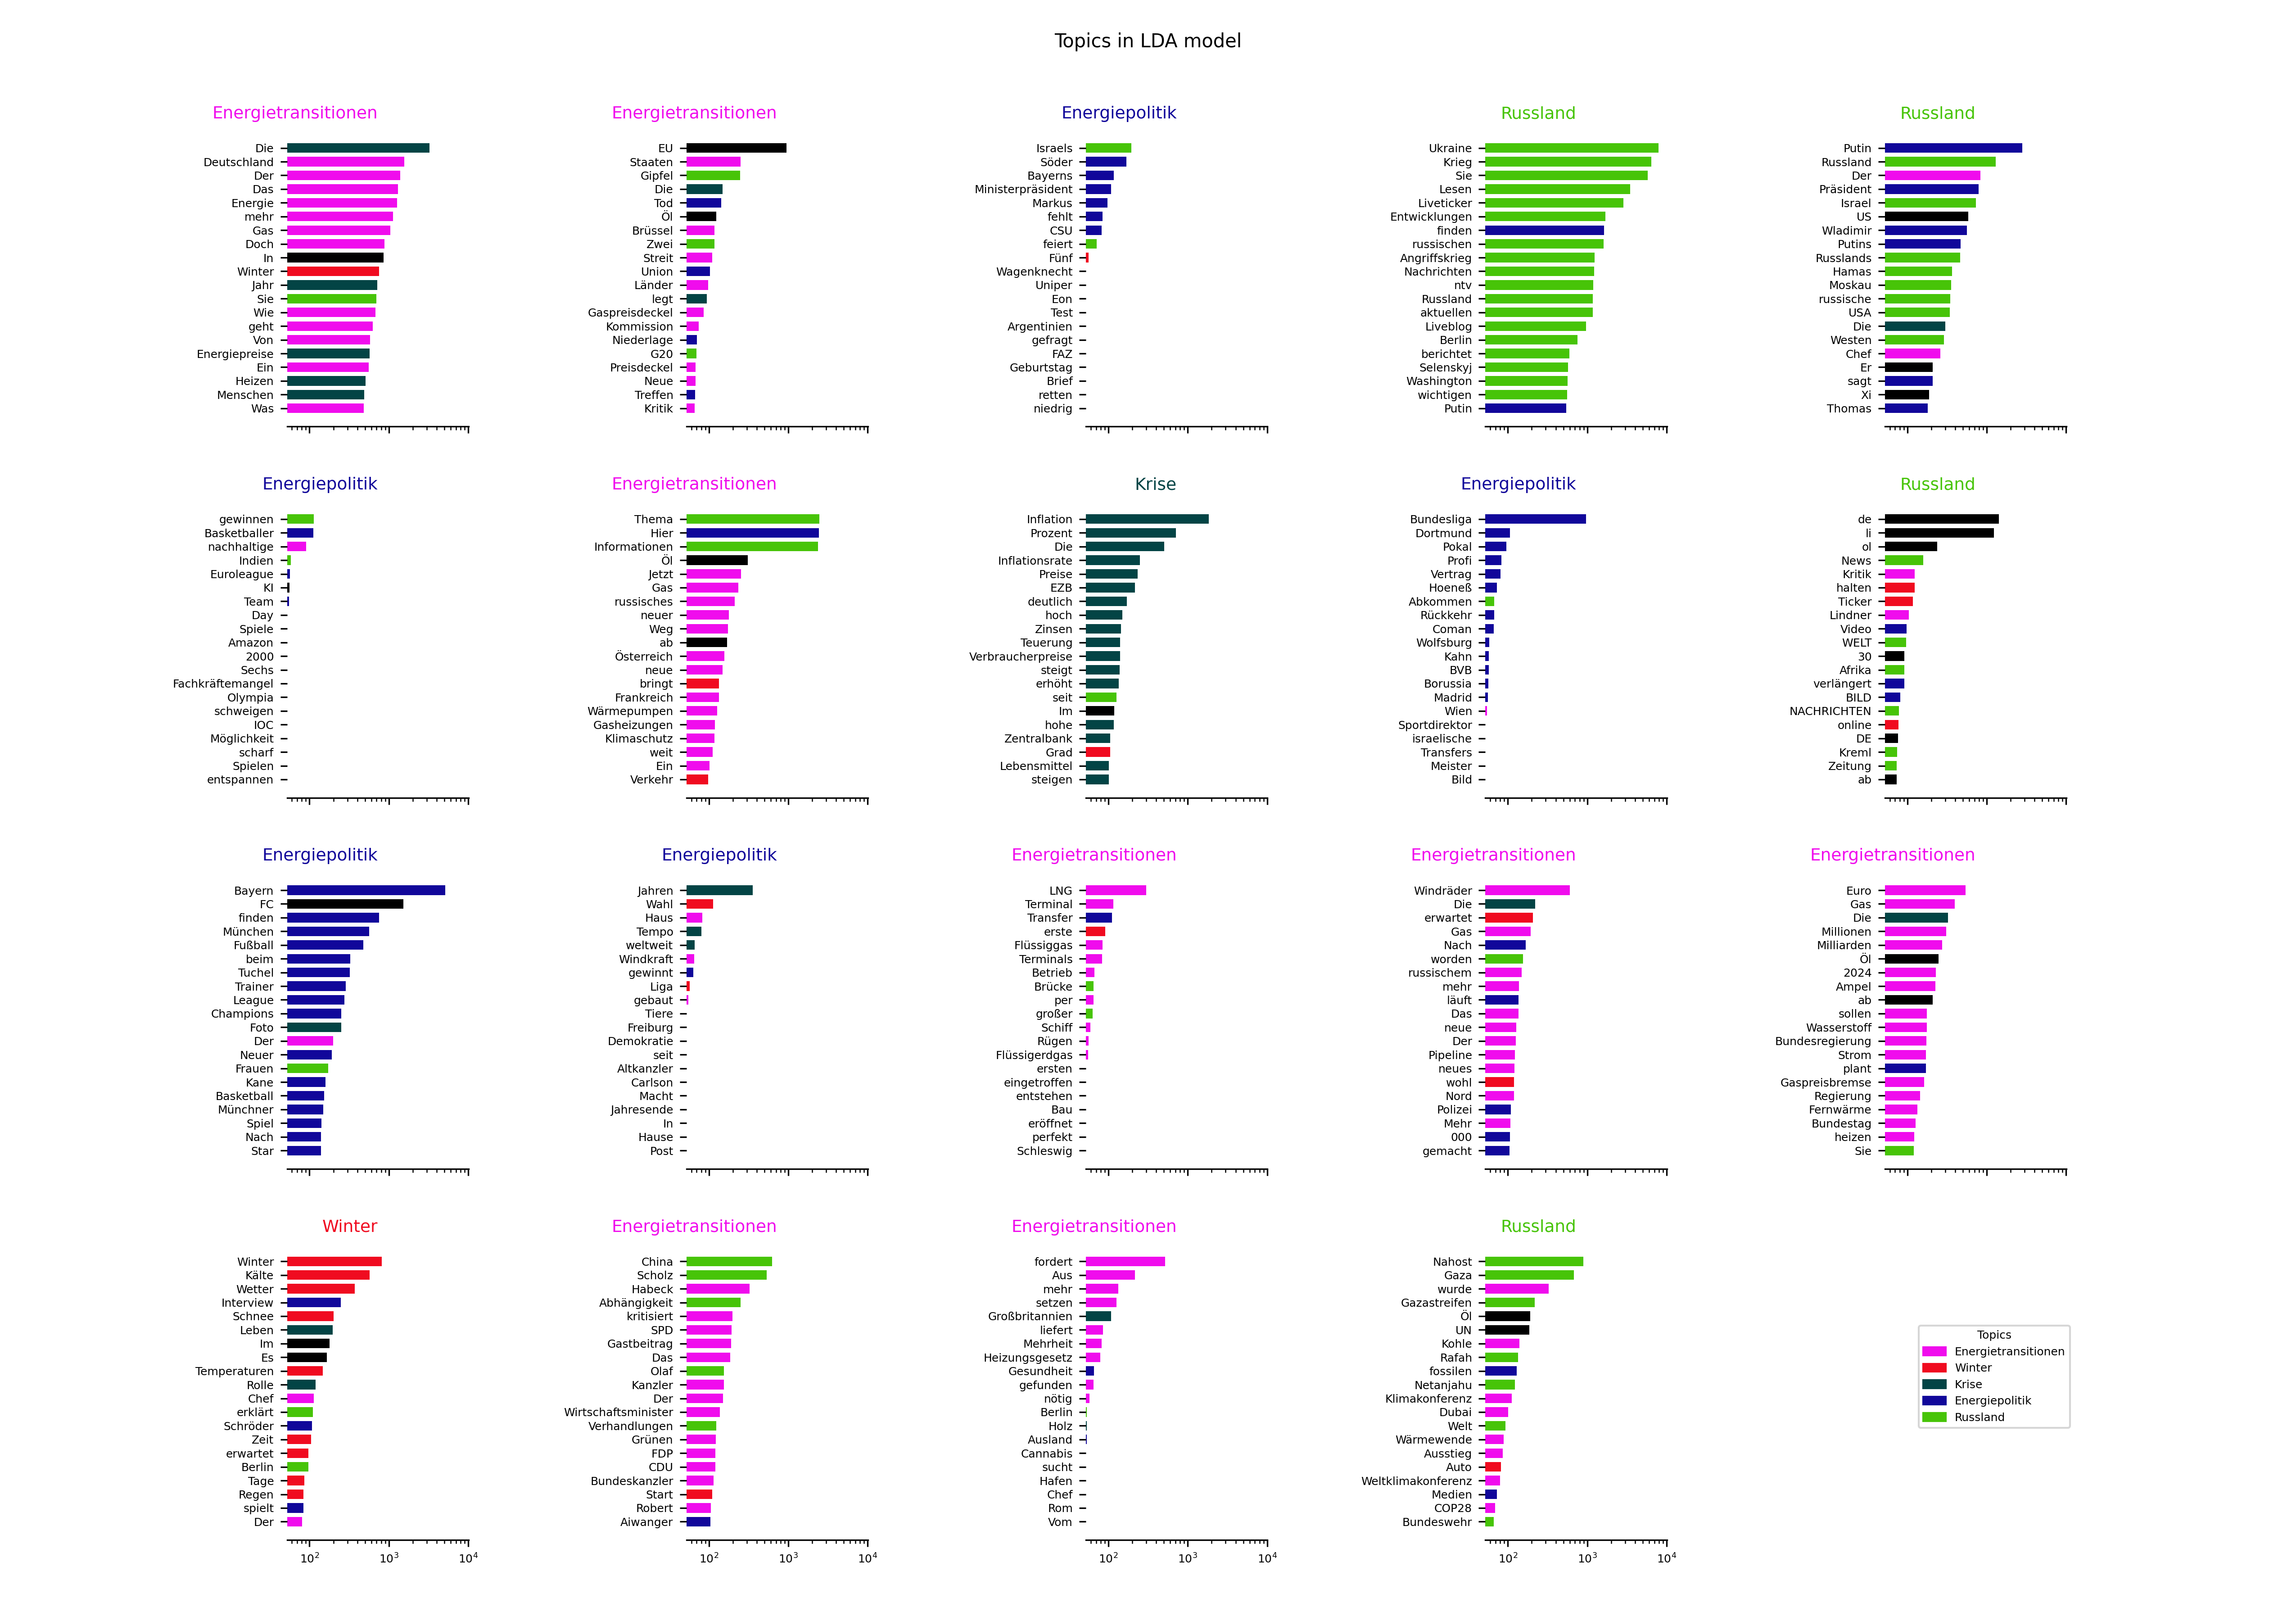 Topics in LDA model
Energietransitionen
Die
Deutschland
Der
Das
Energie
mehr
Gas
Doch
In
Winter
Jahr
Sie
Wie
geht
Von
Energiepreise
Ein
Heizen
Menschen
Was
Energietransitionen
EU
Staaten
Gipfel
Die
Tod
Öl
Brüssel
Zwei
Streit
Union
Länder
legt
Gaspreisdeckel
Kommission
Niederlage
G20
Preisdeckel
Neue
Treffen
Kritik
Energiepolitik
Israels
Söder
Bayerns
Ministerpräsident
Markus
fehlt
CSU
feiert
Fünf
Wagenknecht
Uniper
Eon
Test
Argentinien
gefragt
FAZ
Geburtstag
Brief
retten
niedrig
Russland
Ukraine
Krieg
Sie
Lesen
Liveticker
Entwicklungen
finden
russischen
Angriffskrieg
Nachrichten
ntv
Russland
aktuellen
Liveblog
Berlin
berichtet
Selenskyj
Washington
wichtigen
Putin
Russland
Putin
Russland
Der
Präsident
Israel
US
Wladimir
Putins
Russlands
Hamas
Moskau
russische
USA
Die
Westen
Chef
Er
sagt
Xi
Thomas
Energiepolitik
gewinnen
Basketballer
nachhaltige
Indien
Euroleague
KI
Team
Day
Spiele
Amazon
2000
Sechs
Fachkräftemangel
Olympia
schweigen
IOC
Möglichkeit
scharf
Spielen
entspannen
Energietransitionen
Thema
Hier
Informationen
Öl
Jetzt
Gas
russisches
neuer
Weg
ab
Österreich
neue
bringt
Frankreich
Wärmepumpen
Gasheizungen
Klimaschutz
weit
Ein
Verkehr
Krise
Inflation
Prozent
Die
Inflationsrate
Preise
EZB
deutlich
hoch
Zinsen
Teuerung
Verbraucherpreise
steigt
erhöht
seit
Im
hohe
Zentralbank
Grad
Lebensmittel
steigen
Energiepolitik
Bundesliga
Dortmund
Pokal
Profi
Vertrag
Hoeneß
Abkommen
Rückkehr
Coman
Wolfsburg
Kahn
BVB
Borussia
Madrid
Wien
Sportdirektor
israelische
Transfers
Meister
Bild
Russland
de
li
ol
News
Kritik
halten
Ticker
Lindner
Video
WELT
30
Afrika
verlängert
BILD
NACHRICHTEN
online
DE
Kreml
Zeitung
ab
Energiepolitik
Bayern
FC
finden
München
Fußball
beim
Tuchel
Trainer
League
Champions
Foto
Der
Neuer
Frauen
Kane
Basketball
Münchner
Spiel
Nach
Star
Energiepolitik
Jahren
Wahl
Haus
Tempo
weltweit
Windkraft
gewinnt
Liga
gebaut
Tiere
Freiburg
Demokratie
seit
Altkanzler
Carlson
Macht
Jahresende
In
Hause
Post
Energietransitionen
LNG
Terminal
Transfer
erste
Flüssiggas
Terminals
Betrieb
Brücke
per
großer
Schiff
Rügen
Flüssigerdgas
ersten
eingetroffen
entstehen
Bau
eröffnet
perfekt
Schleswig
Energietransitionen
Windräder
Die
erwartet
Gas
Nach
worden
russischem
mehr
läuft
Das
neue
Der
Pipeline
neues
wohl
Nord
Polizei
Mehr
000
gemacht
Energietransitionen
Euro
Gas
Die
Millionen
Milliarden
Öl
2024
Ampel
ab
sollen
Wasserstoff
Bundesregierung
Strom
plant
Gaspreisbremse
Regierung
Fernwärme
Bundestag
heizen
Sie
Winter
Winter
Kälte
Wetter
Interview
Schnee
Leben
Im
Es
Temperaturen
Rolle
Chef
erklärt
Schröder
Zeit
erwartet
Berlin
Tage
Regen
spielt
Der
10² 10³ 10⁴
Energietransitionen
China
Scholz
Habeck
Abhängigkeit
kritisiert
SPD
Gastbeitrag
Das
Olaf
Kanzler
Der
Wirtschaftsminister
Verhandlungen
Grünen
FDP
CDU
Bundeskanzler
Start
Robert
Aiwanger
10² 10³ 10⁴
Energietransitionen
fordert
Aus
mehr
setzen
Großbritannien
liefert
Mehrheit
Heizungsgesetz
Gesundheit
gefunden
nötig
Berlin
Holz
Ausland
Cannabis
sucht
Hafen
Chef
Rom
Vom
10² 10³ 10⁴
Russland
Nahost
Gaza
wurde
Gazastreifen
Öl
UN
Kohle
Rafah
fossilen
Netanjahu
Klimakonferenz
Dubai
Welt
Wärmewende
Ausstieg
Auto
Weltklimakonferenz
Medien
COP28
Bundeswehr
10² 10³ 10⁴
Topics
Energietransitionen
Winter
Krise
Energiepolitik
Russland